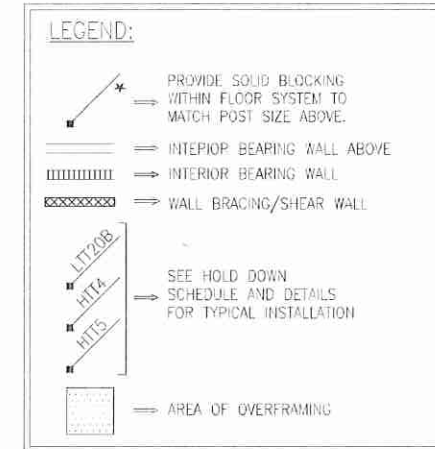 LEGEND:
PROVIDE SOLID BLOCKING
WITHIN FLOOR SYSTEM TO
MATCH POST SIZE ABOVE.
INTERIOR BEARING WALL ABOVE
INTERIOR BEARING WALL
WALL BRACING/SHEAR WALL
LTT20B
HTT4
HTT5
SEE HOLD DOWN
SCHEDULE AND DETAILS
FOR TYPICAL INSTALLATION
AREA OF OVERFRAMING